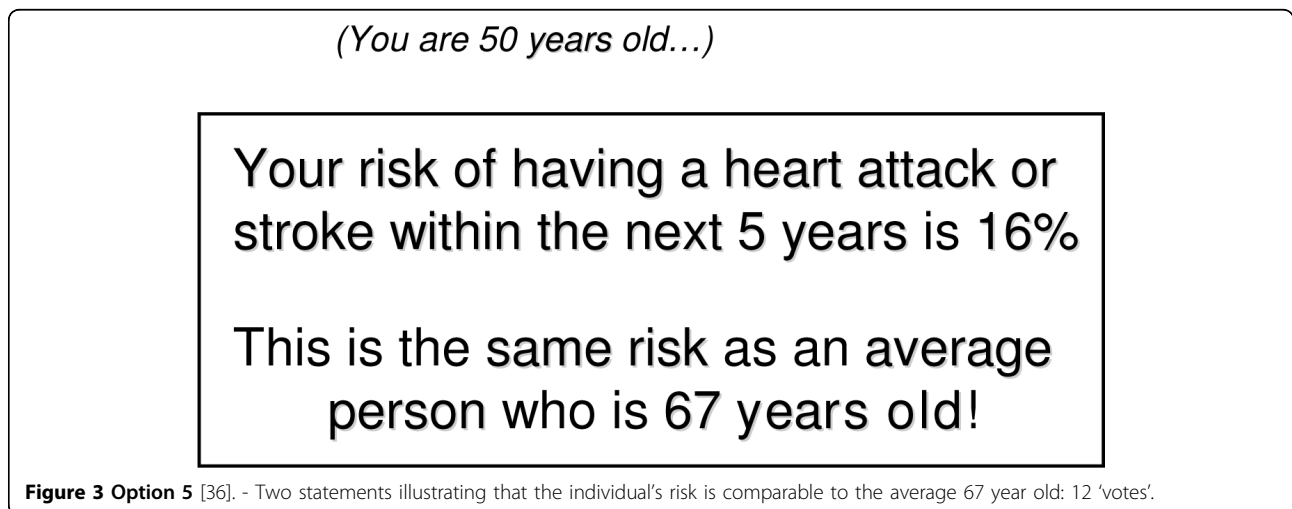 (You are 50 years old...)
Your risk of having a heart attack or
stroke within the next 5 years is 16%
This is the same risk as an average
person who is 67 years old!
Figure 3 Option 5 [36]. - Two statements illustrating that the individual's risk is comparable to the average 67 year old: 12 'votes'.